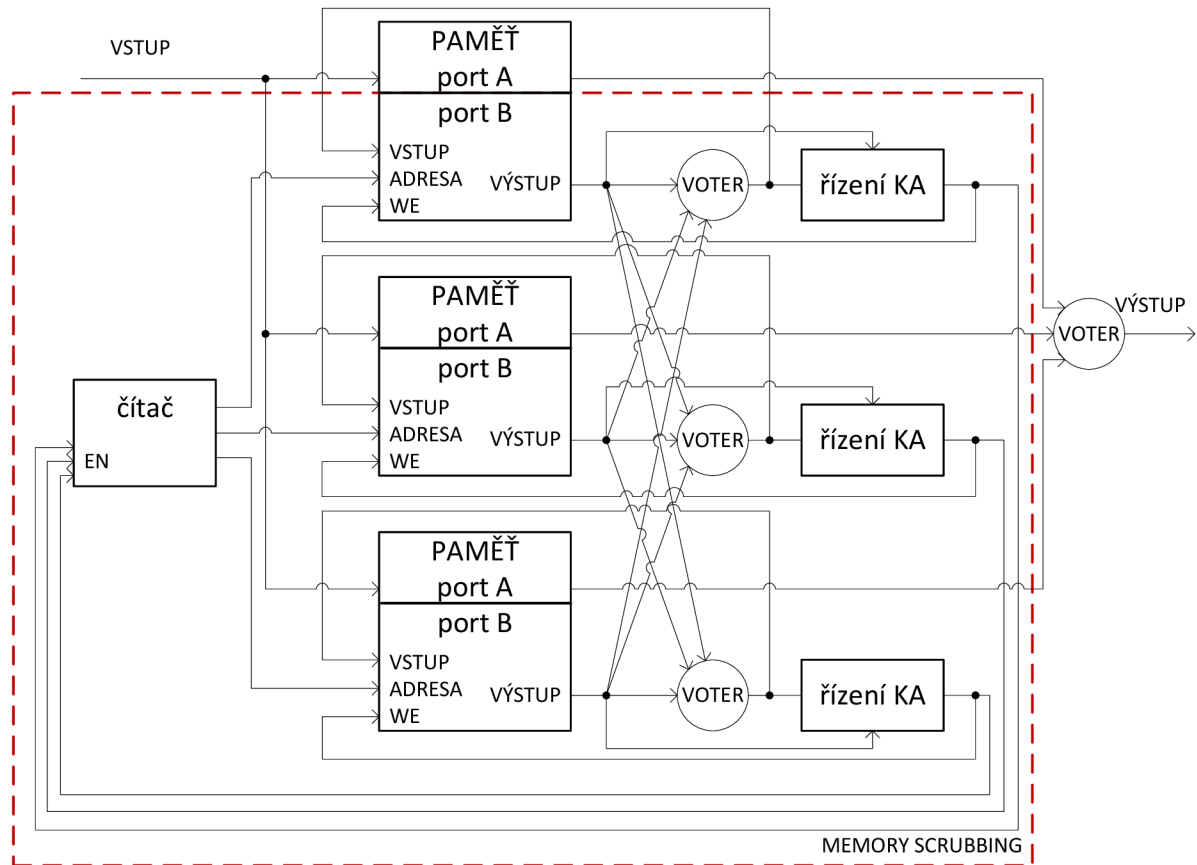 VSTUP
PAMĚŤ
port A
port B
VSTUP
ADRESA
WE
VÝSTUP
VOTER
řízení KA
PAMĚŤ
port A
port B
VSTUP
ADRESA
WE
VÝSTUP
VOTER
řízení KA
VÝSTUP
VOTER
čítač
EN
PAMĚŤ
port A
port B
VSTUP
ADRESA
WE
VÝSTUP
VOTER
řízení KA
MEMORY SCRUBBING